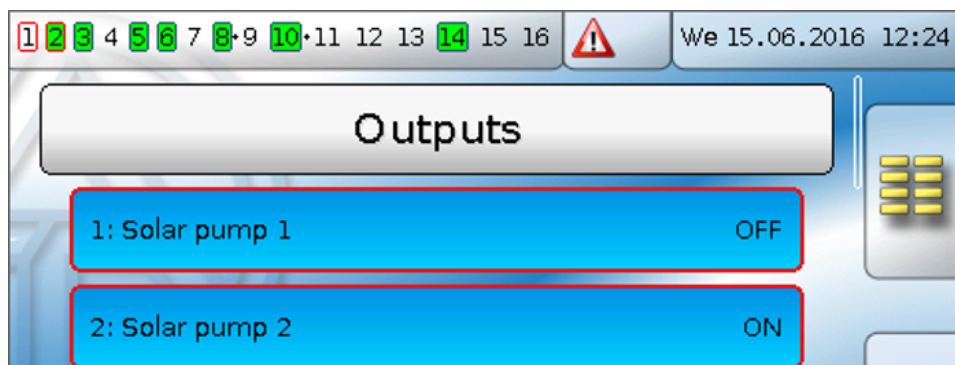 1 2 3 4 5 6 7 8·9 10·11 12 13 14 15 16 We 15.06.2016 12:24
Outputs
1: Solar pump 1 OFF
2: Solar pump 2 ON